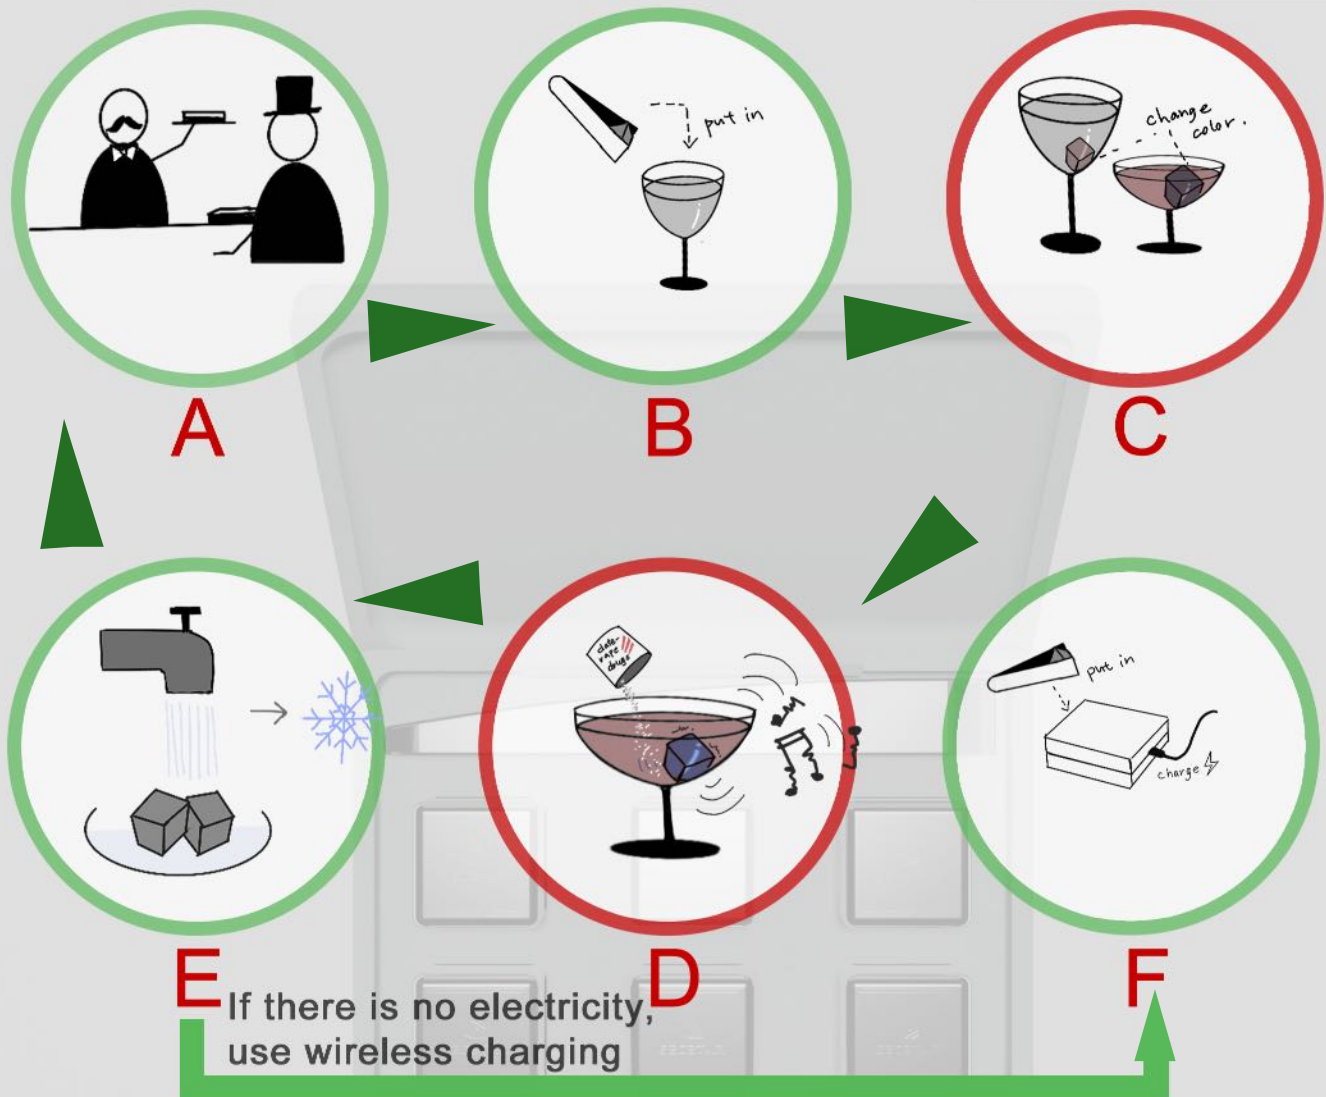 put in
change
color.
A
B
C
date-
rape
drugs
put in
charge
E
D
F
If there is no electricity,
use wireless charging